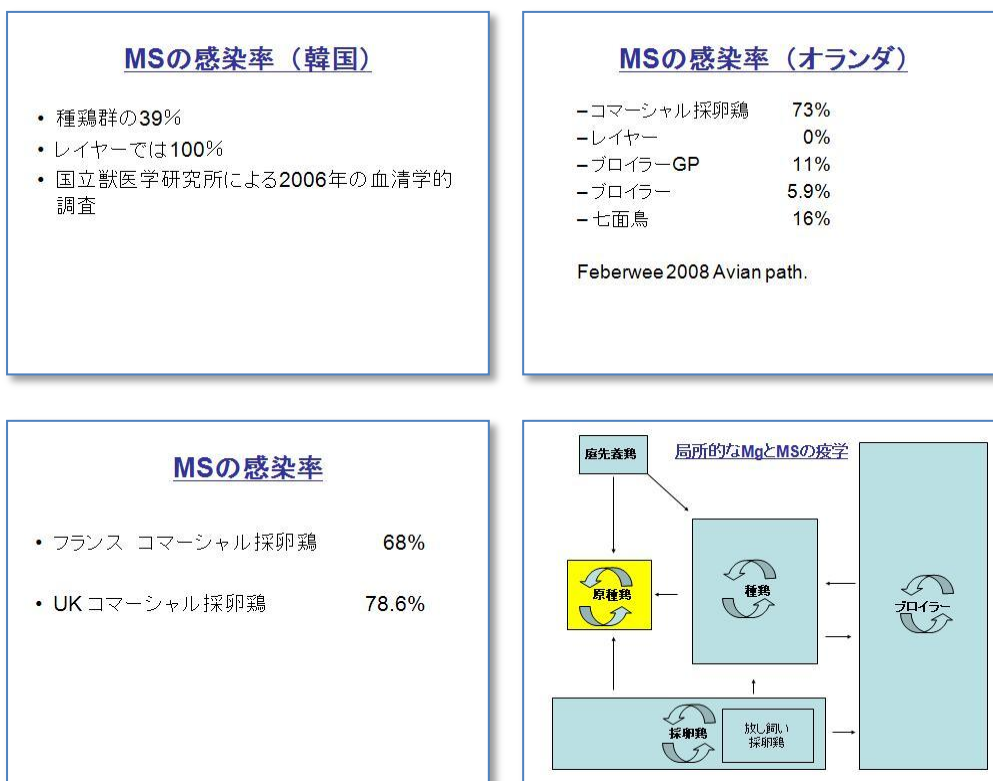 MSの感染率（韓国）
• 種鶏群の39％
• レイヤーでは100％
• 国立獣医学研究所による2006年の血清学的
調査
MSの感染率（オランダ）
–コマーシャル採卵鶏 73%
–レイヤー 0%
–ブロイラーGP 11%
–ブロイラー 5.9%
–七面鳥 16%
Feberwee 2008 Avian path.
MSの感染率
• フランス コマーシャル採卵鶏 68%
• UK コマーシャル採卵鶏 78.6%
局所的なMgとMSの疫学
庭先養鶏
原種鶏
種鶏
ブロイラー
採卵鶏
放し飼い
採卵鶏